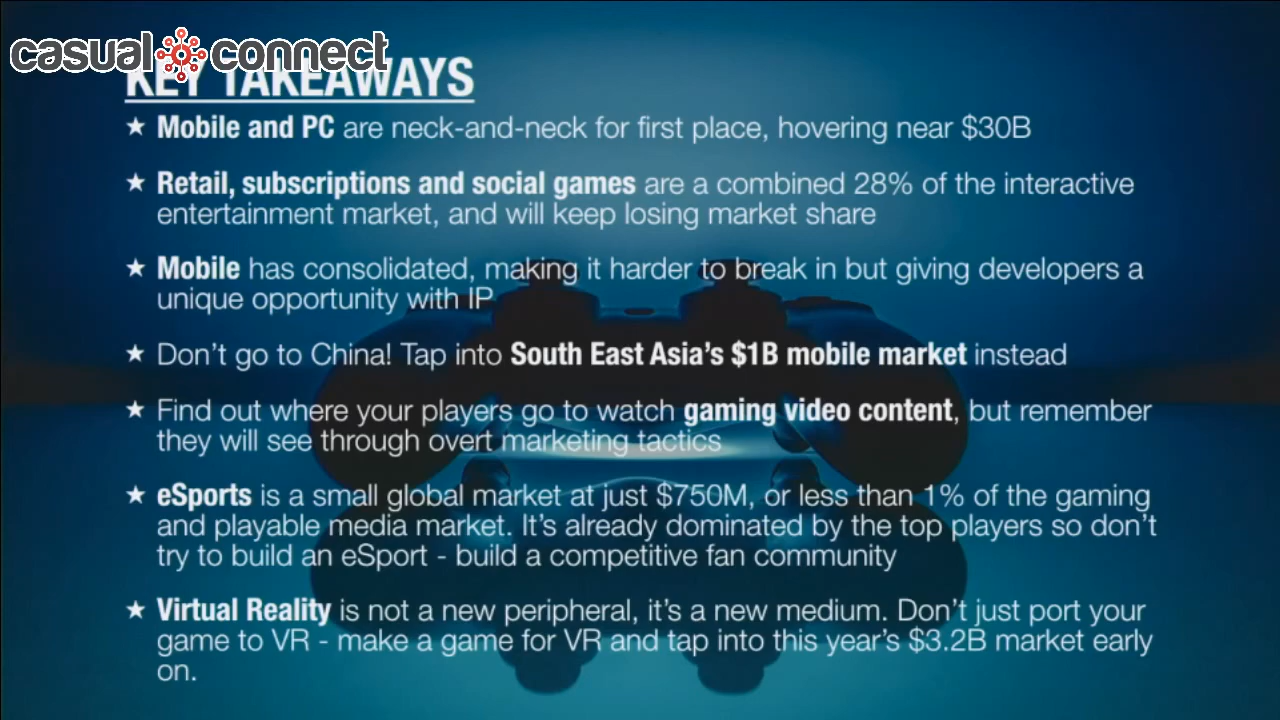 casual connect
KEY TAKEAWAYS
★ Mobile and PC are neck-and-neck for first place, hovering near $30B
★ Retail, subscriptions and social games are a combined 28% of the interactive
entertainment market, and will keep losing market share
★ Mobile has consolidated, making it harder to break in but giving developers a
unique opportunity with IP
★ Don't go to China! Tap into South East Asia's $1B mobile market instead
★ Find out where your players go to watch gaming video content, but remember
they will see through overt marketing tactics
★ eSports is a small global market at just $750M, or less than 1% of the gaming
and playable media market. It's already dominated by the top players so don't
try to build an eSport - build a competitive fan community
★ Virtual Reality is not a new peripheral, it's a new medium. Don't just port your
game to VR - make a game for VR and tap into this year's $3.2B market early
on.